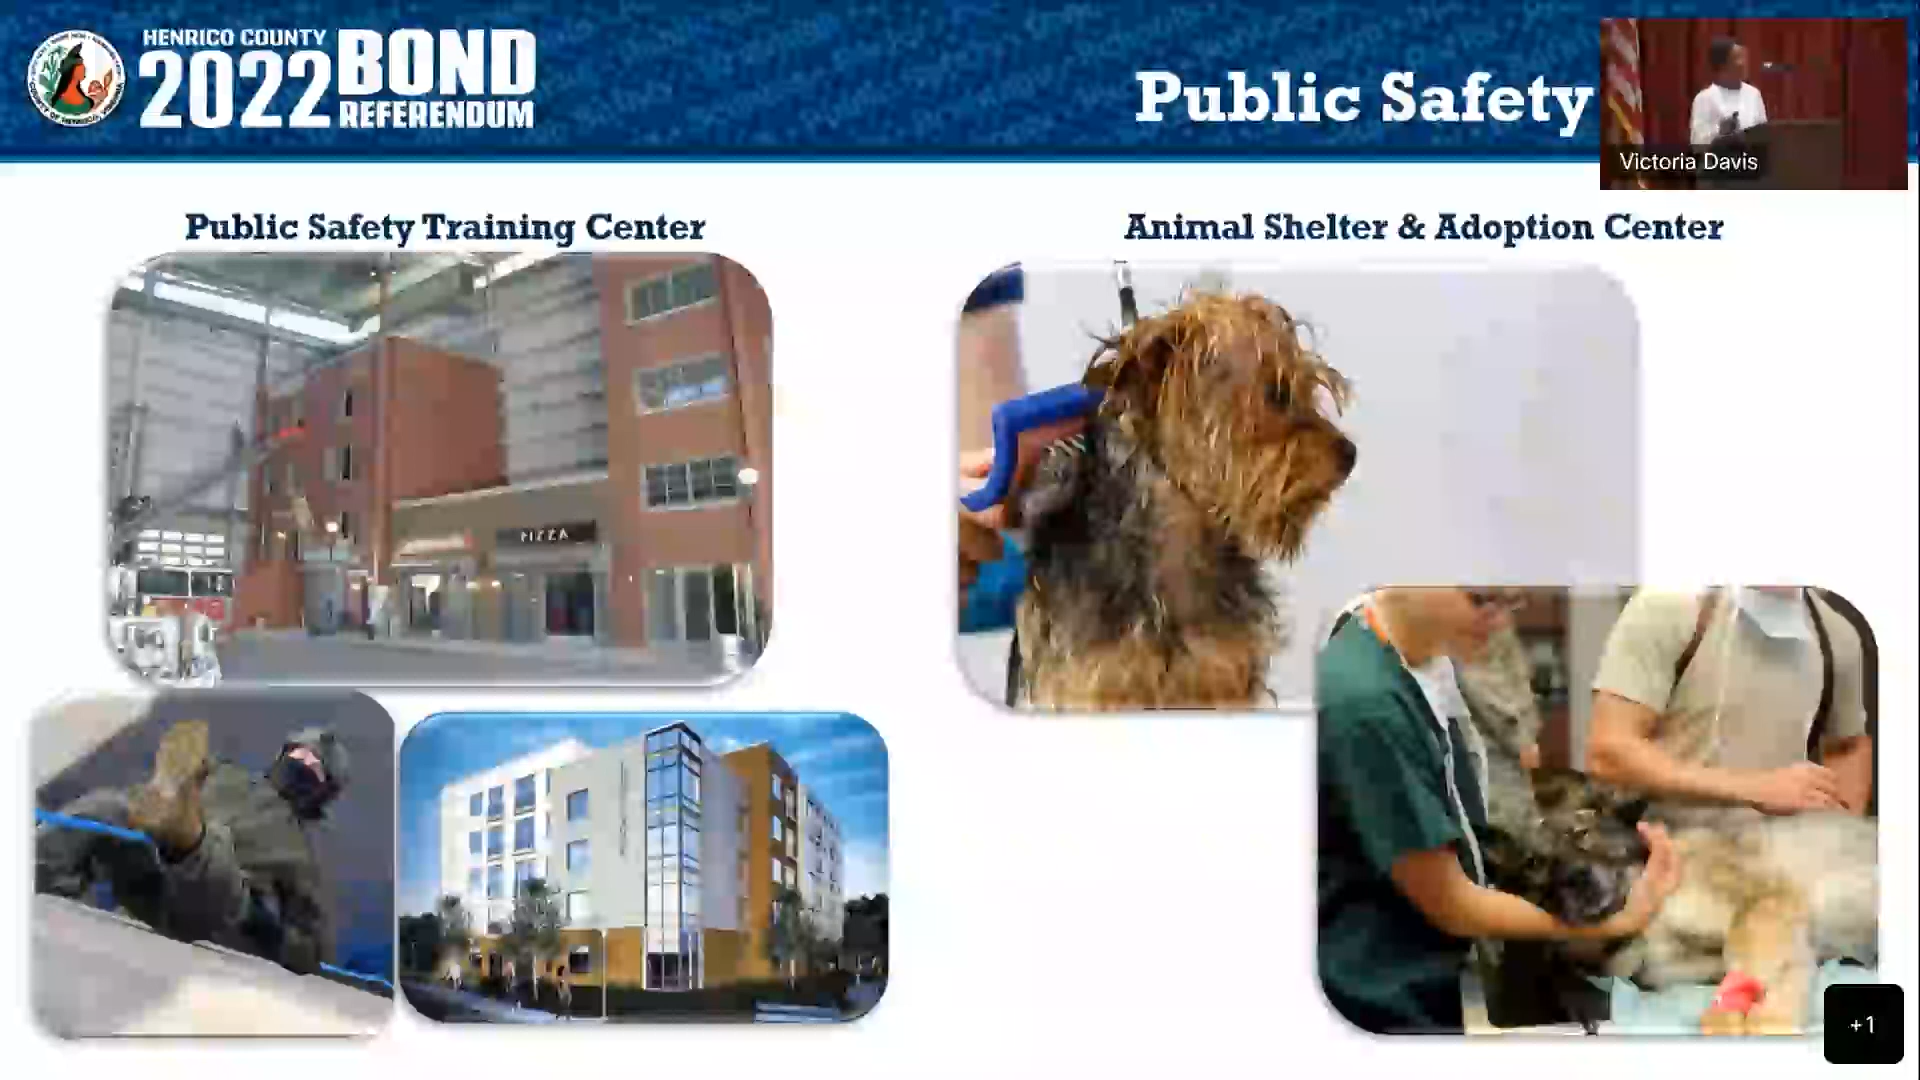 HENRICO COUNTY
2022 BOND
REFERENDUM
Public Safety
Victoria Davis
Public Safety Training Center
Animal Shelter & Adoption Center
PIZZA
+1